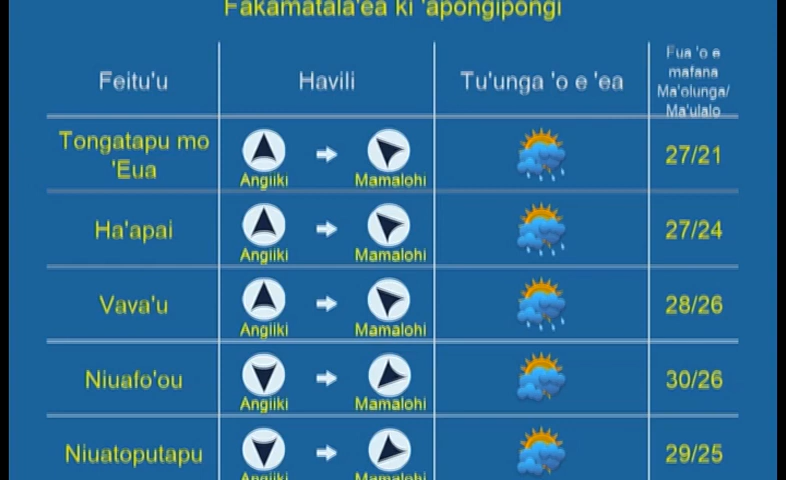 Fakamatala'ea ki 'apongipongi
Feitu'u
Havili
Tu'unga 'o e 'ea
Fua 'o e
mafana
Ma'olunga/
Ma'ulalo
Tongatapu mo
'Eua
Angiiki
Mamalohi
27/21
Ha'apai
Angiiki
Mamalohi
27/24
Vava'u
Angiiki
Mamalohi
28/26
Niuafo'ou
Angiiki
Mamalohi
30/26
Niuatoputapu
Angiiki
Mamalohi
29/25